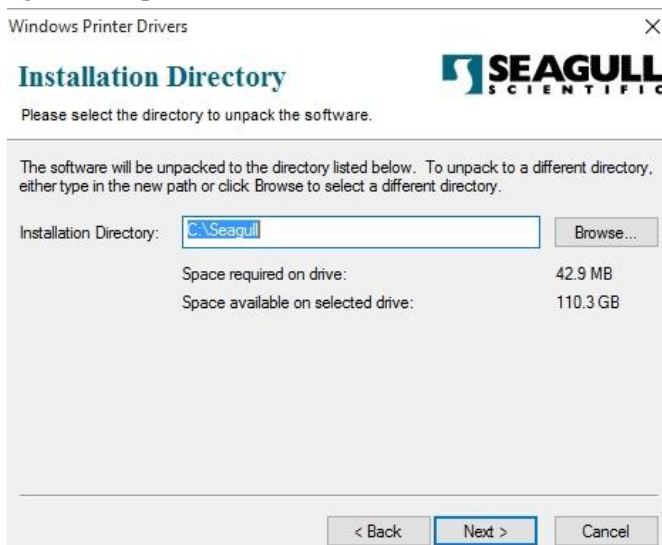 Windows Printer Drivers
Installation Directory
SEAGULL
SCIENTIFIC
Please select the directory to unpack the software.
The software will be unpacked to the directory listed below. To unpack to a different directory,
either type in the new path or click Browse to select a different directory.
Installation Directory: C:\Seagull Browse...
Space required on drive: 42.9 MB
Space available on selected drive: 110.3 GB
< Back Next > Cancel